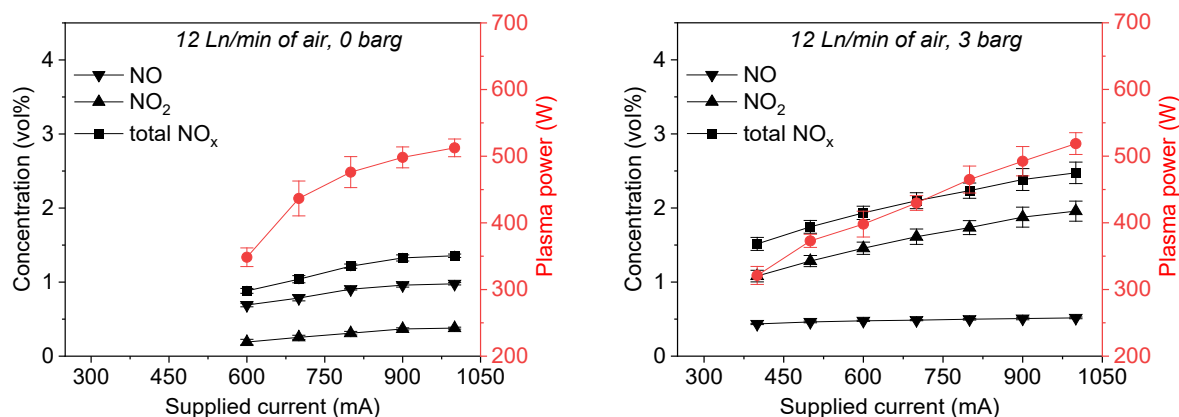 12 Ln/min of air, 0 barg
NO
NO₂
total NOₓ
Concentration (vol%)
4
3
2
1
0
Plasma power (W)
700
600
500
400
300
200
300
450
600
750
900
1050
Supplied current (mA)
12 Ln/min of air, 3 barg
NO
NO₂
total NOₓ
Concentration (vol%)
4
3
2
1
0
Plasma power (W)
700
600
500
400
300
200
300
450
600
750
900
1050
Supplied current (mA)